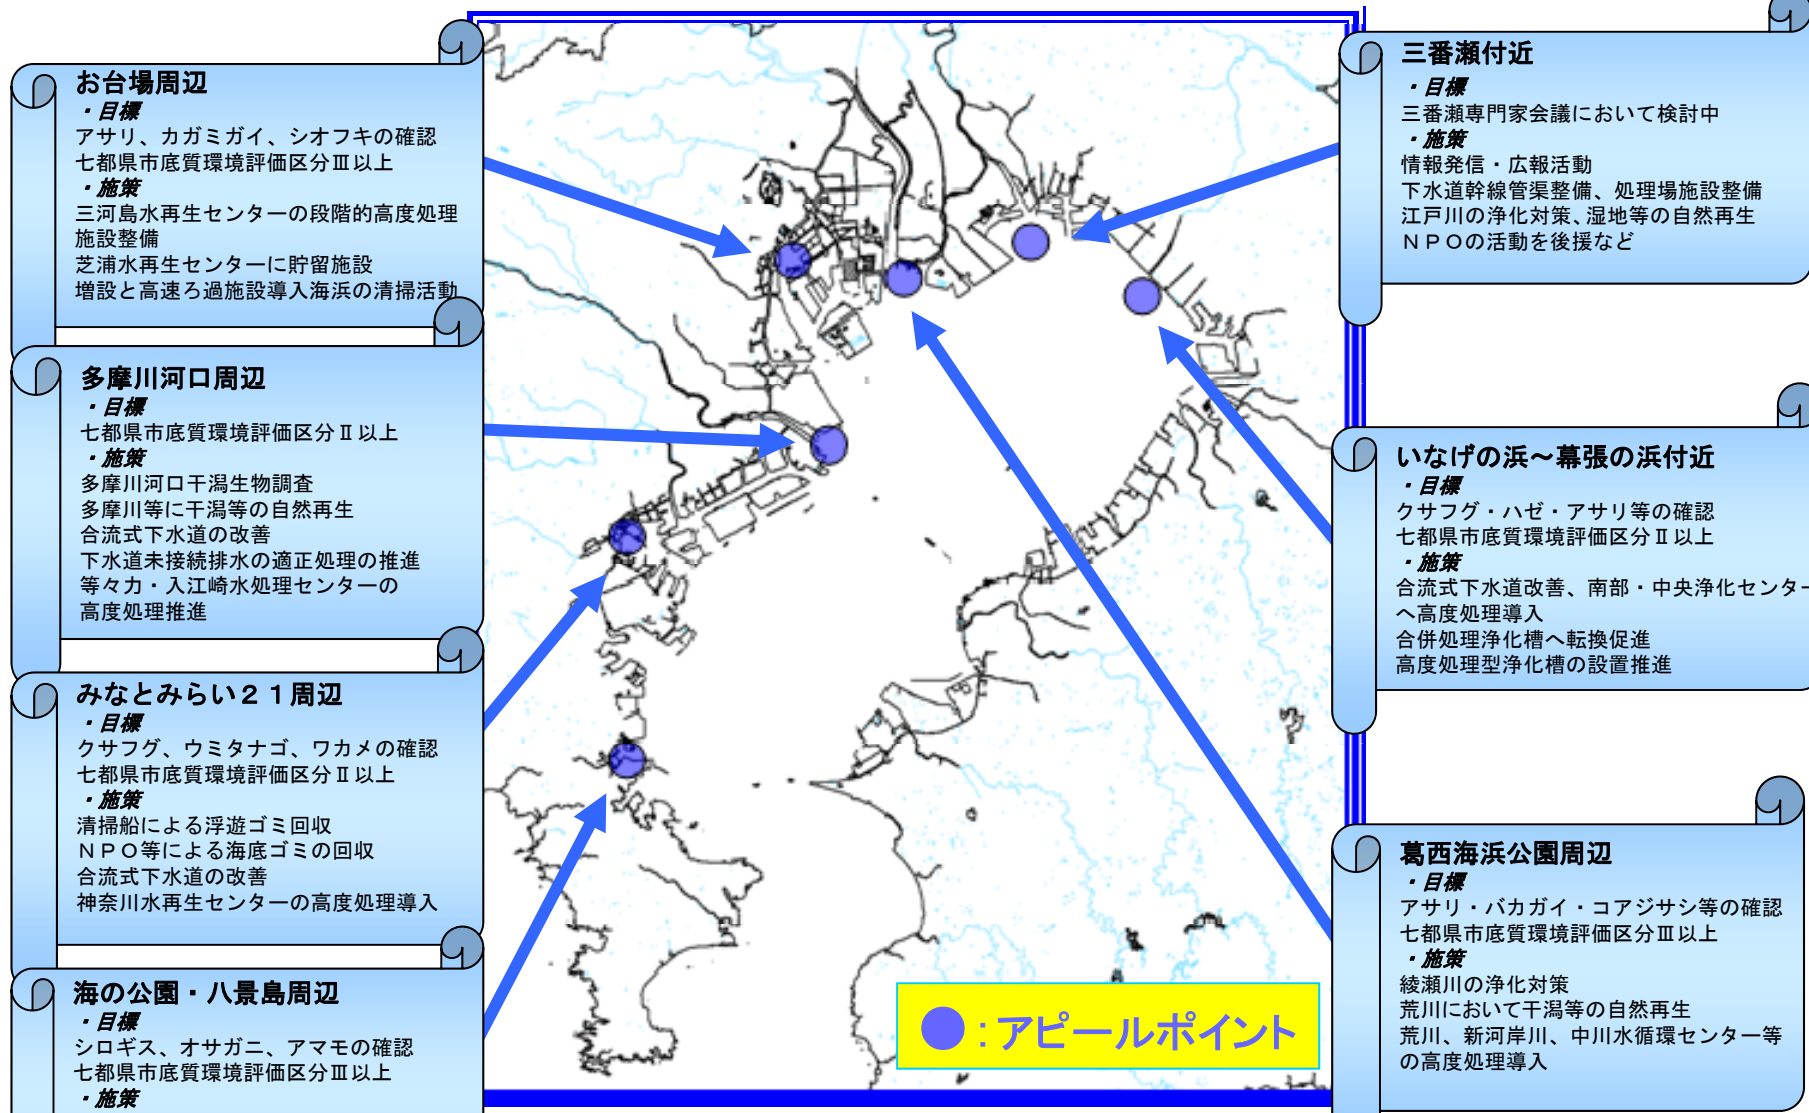 お台場周辺
・目標
アサリ、カガミガイ、シオフキの確認
七都県市底質環境評価区分Ⅲ以上
・施策
三河島水再生センターの段階的高度処理
施設整備
芝浦水再生センターに貯留施設
増設と高速ろ過施設導入海浜の清掃活動
多摩川河口周辺
・目標
七都県市底質環境評価区分Ⅱ以上
・施策
多摩川河口干潟生物調査
多摩川等に干潟等の自然再生
合流式下水道の改善
下水道未接続排水の適正処理の推進
等々力・入江崎水処理センターの
高度処理推進
みなとみらい２１周辺
・目標
クサフグ、ウミタナゴ、ワカメの確認
七都県市底質環境評価区分Ⅱ以上
・施策
清掃船による浮遊ゴミ回収
ＮＰＯ等による海底ゴミの回収
合流式下水道の改善
神奈川水再生センターの高度処理導入
海の公園・八景島周辺
・目標
シロギス、オサガニ、アマモの確認
七都県市底質環境評価区分Ⅲ以上
・施策
三番瀬付近
・目標
三番瀬専門家会議において検討中
・施策
情報発信・広報活動
下水道幹線管渠整備、処理場施設整備
江戸川の浄化対策、湿地等の自然再生
ＮＰＯの活動を後援など
いなげの浜～幕張の浜付近
・目標
クサフグ・ハゼ・アサリ等の確認
七都県市底質環境評価区分Ⅱ以上
・施策
合流式下水道改善、南部・中央浄化センター
へ高度処理導入
合併処理浄化槽へ転換促進
高度処理型浄化槽の設置推進
葛西海浜公園周辺
・目標
アサリ・バカガイ・コアジサシ等の確認
七都県市底質環境評価区分Ⅲ以上
・施策
綾瀬川の浄化対策
荒川において干潟等の自然再生
荒川、新河岸川、中川水循環センター等
の高度処理導入
：アピールポイント